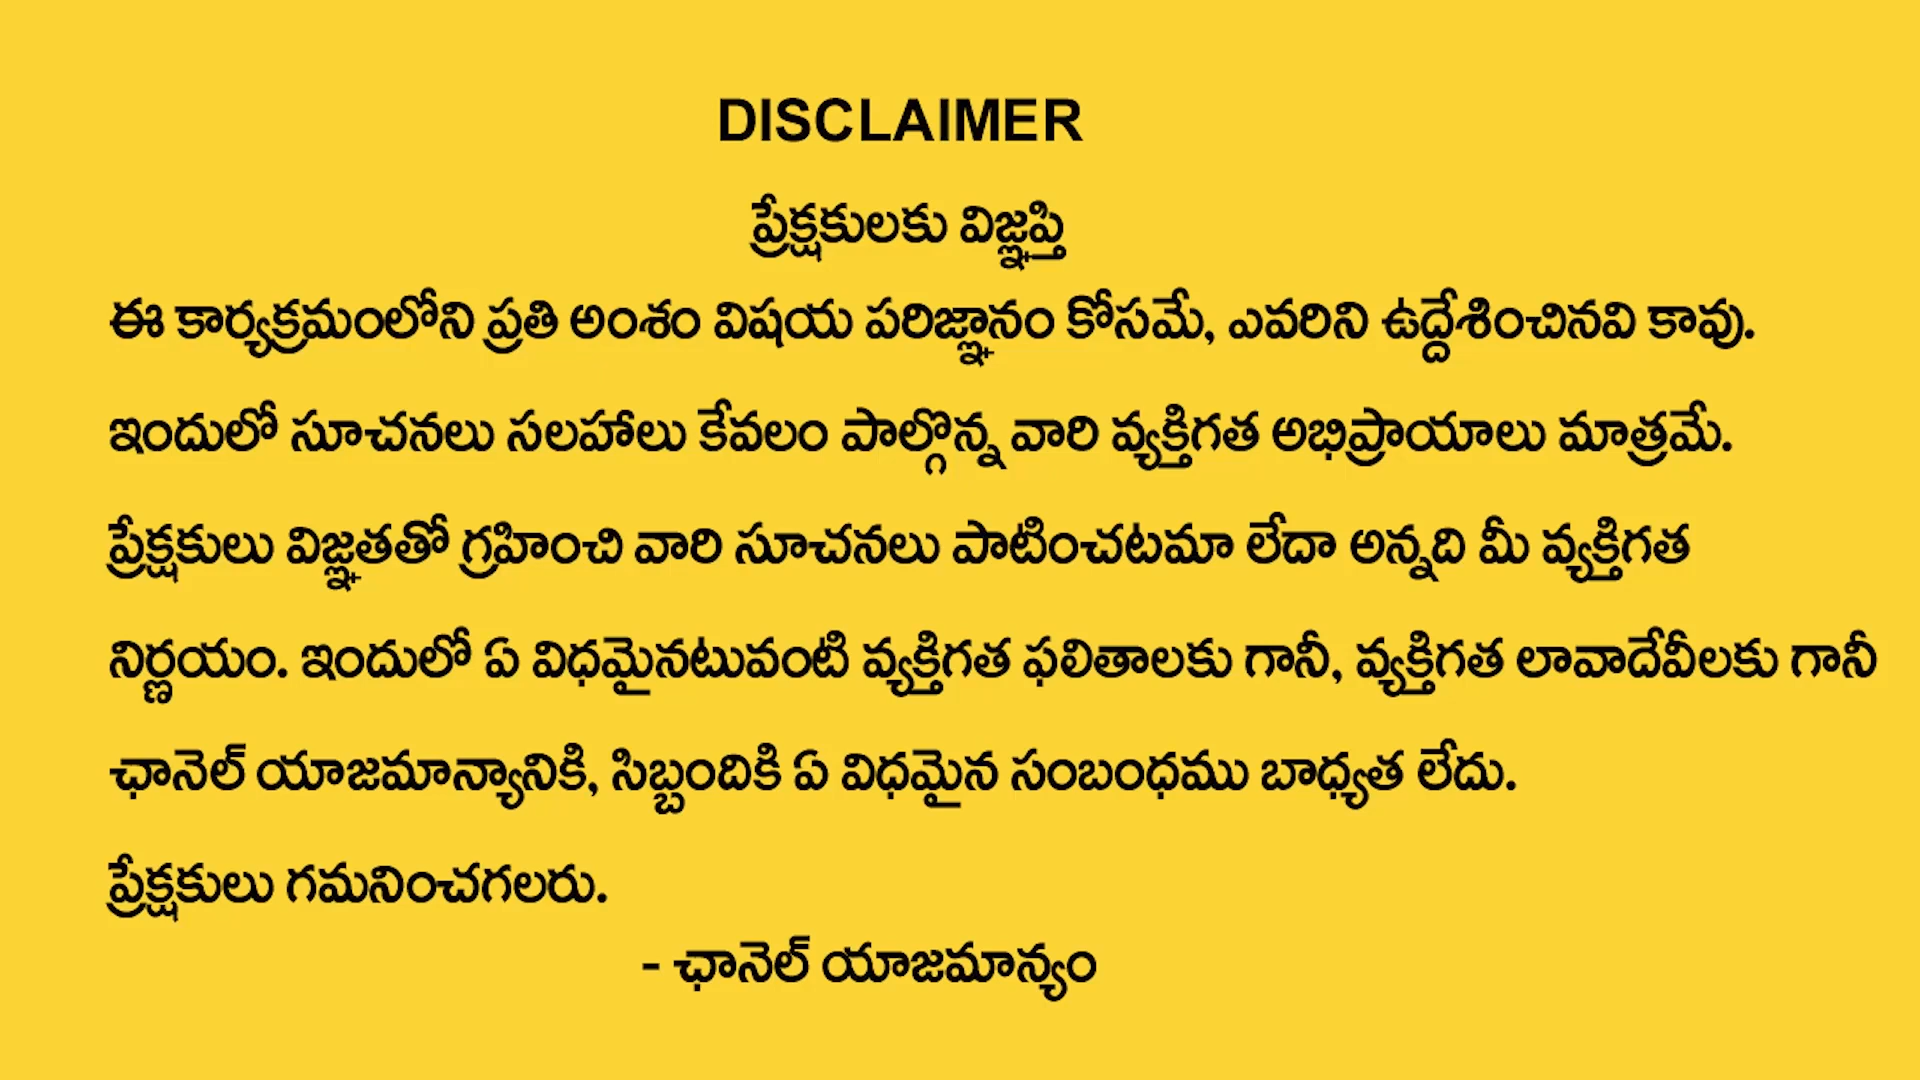 DISCLAIMER
ప్రేక్షకులకు విజ్ఞప్తి
ఈ కార్యక్రమంలోని ప్రతి అంశం విషయ పరిజ్ఞానం కోసమే, ఎవరిని ఉద్దేశించినవి కావు.
ఇందులో సూచనలు సలహాలు కేవలం పాల్గొన్న వారి వ్యక్తిగత అభిప్రాయాలు మాత్రమే.
ప్రేక్షకులు విజ్ఞతతో గ్రహించి వారి సూచనలు పాటించటమా లేదా అన్నది మీ వ్యక్తిగత
నిర్ణయం. ఇందులో ఏ విధమైనటువంటి వ్యక్తిగత ఫలితాలకు గానీ, వ్యక్తిగత లావాదేవీలకు గానీ
ఛానెల్ యాజమాన్యానికి, సిబ్బందికి ఏ విధమైన సంబంధము బాధ్యత లేదు.
ప్రేక్షకులు గమనించగలరు.
- ఛానెల్ యాజమాన్యం